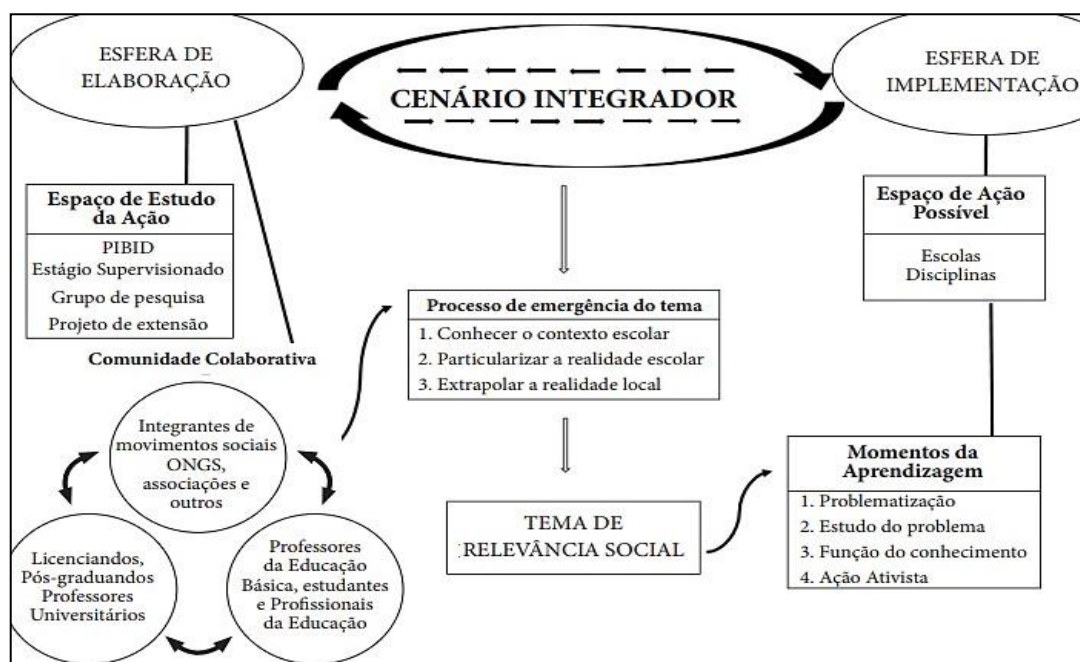 ESFERA DE
ELABORAÇÃO
CENÁRIO INTEGRADOR
ESFERA DE
IMPLEMENTAÇÃO
Espaço de Estudo
da Ação
PIBID
Estágio Supervisionado
Grupo de pesquisa
Projeto de extensão
Espaço de Ação
Possível
Escolas
Disciplinas
Processo de emergência do tema
1. Conhecer o contexto escolar
2. Particularizar a realidade escolar
3. Extrapolar a realidade local
Comunidade Colaborativa
Integrantes de
movimentos sociais
ONGS,
associações e
outros
Licenciandos,
Pós-graduandos
Professores
Universitários
Professores
da Educação
Básica, estudantes
e Profissionais
da Educação
TEMA DE
RELEVÂNCIA SOCIAL
Momentos da
Aprendizagem
1. Problematização
2. Estudo do problema
3. Função do conhecimento
4. Ação Ativista